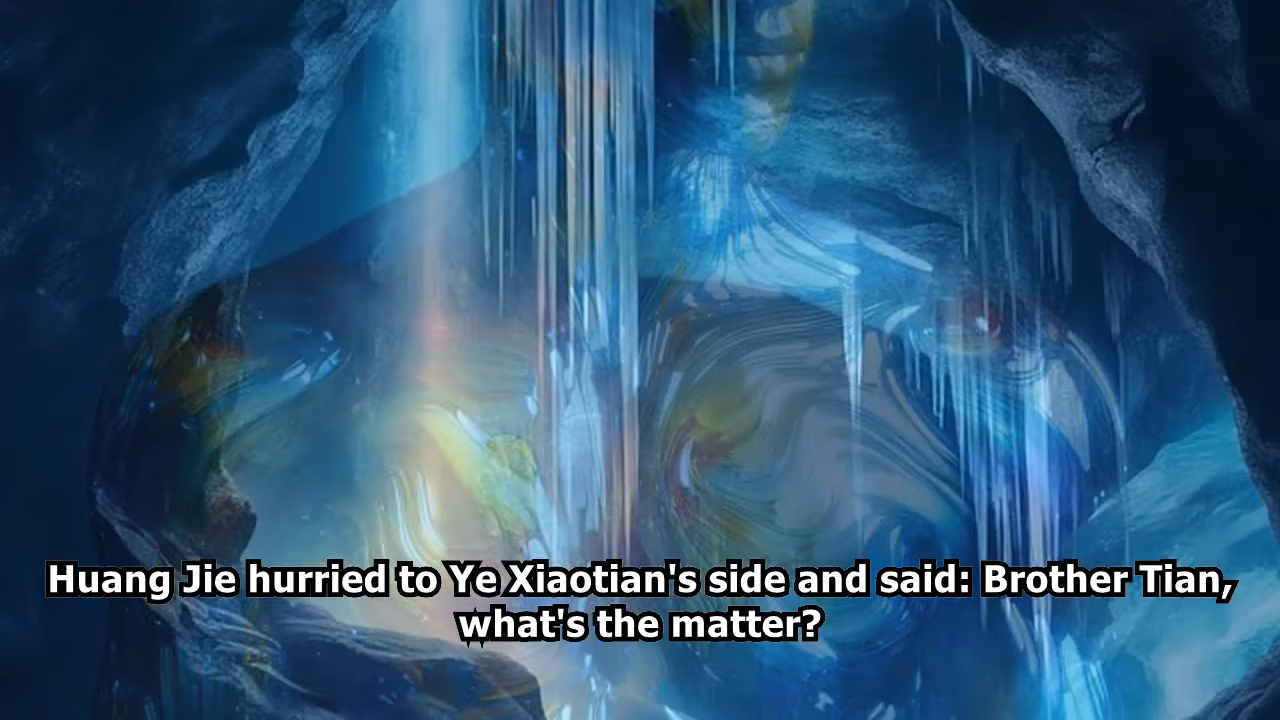 Huang Jie hurried to Ye Xiaotian's side and said: Brother Tian,
what's the matter?